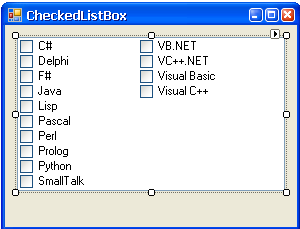 CheckedListBox
C#
Delphi
F#
Java
Lisp
Pascal
Perl
Prolog
Python
SmallTalk
VB.NET
VC++.NET
Visual Basic
Visual C++